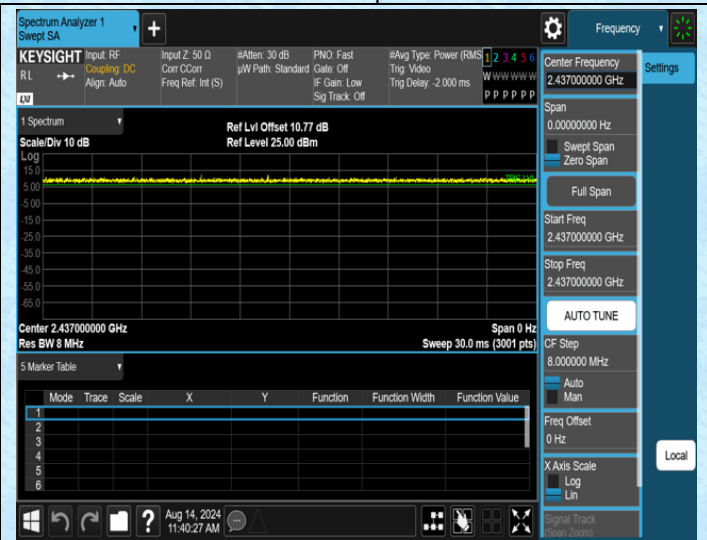 Spectrum Analyzer 1
Swept SA
Frequency
KEYSIGHT
RL
LXI
Input: RF
Coupling: DC
Align: Auto
Input Z: 50 Ω
Corr CCorr
Freq Ref: Int (S)
#Atten: 30 dB
µW Path: Standard
PNO: Fast
Gate: Off
IF Gain: Low
Sig Track: Off
#Avg Type: Power (RMS
Trig: Video
Trig Delay: -2.000 ms
1 2 3 4 5 6
W W W W W W
P P P P P P
1 Spectrum
Scale/Div 10 dB
Ref Lvl Offset 10.77 dB
Ref Level 25.00 dBm
Log
15.0
5.00
-5.00
-15.0
-25.0
-35.0
-45.0
-55.0
-65.0
TRIG LVL
Center 2.437000000 GHz
Span 0 Hz
Res BW 8 MHz
Sweep 30.0 ms (3001 pts)
5 Marker Table
Mode Trace Scale X Y Function Function Width Function Value
1
2
3
4
5
6
Aug 14, 2024
11:40:27 AM
Center Frequency
2.437000000 GHz
Settings
Span
0.00000000 Hz
Swept Span
Zero Span
Full Span
Start Freq
2.437000000 GHz
Stop Freq
2.437000000 GHz
AUTO TUNE
CF Step
8.000000 MHz
Auto
Man
Freq Offset
0 Hz
X Axis Scale
Log
Lin
Local
Signal Track
(Span Zoom)